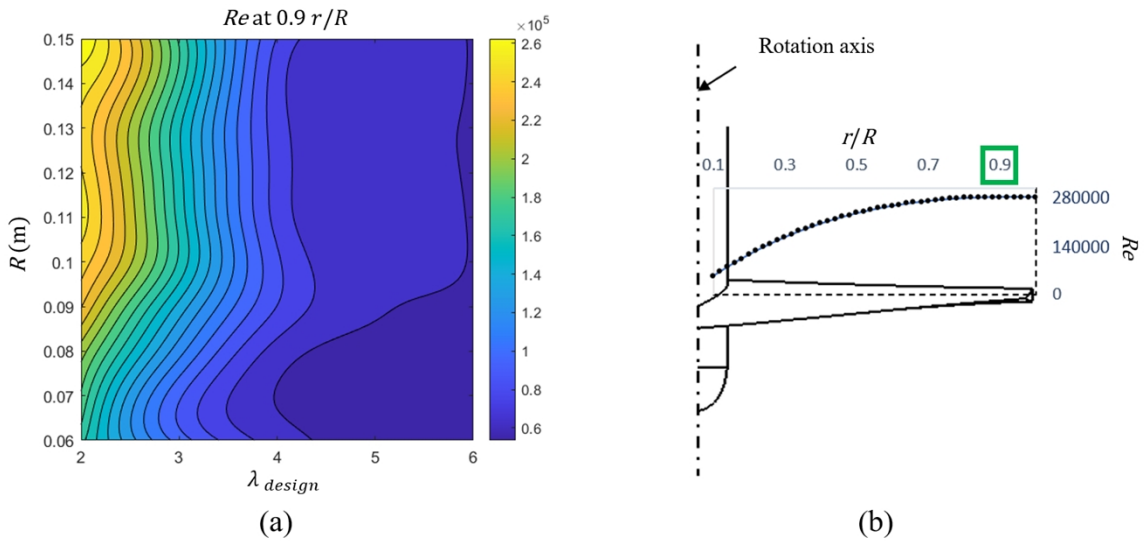 Re at 0.9 r/R
×10⁵
0.15
0.14
0.13
0.12
0.11
0.1
0.09
0.08
0.07
0.06
R (m)
2 3 4 5 6
λ design
2.6
2.4
2.2
2
1.8
1.6
1.4
1.2
1
0.8
0.6
(a)
Rotation axis
r/R
0.1 0.3 0.5 0.7 0.9
280000
140000
0
Re
(b)